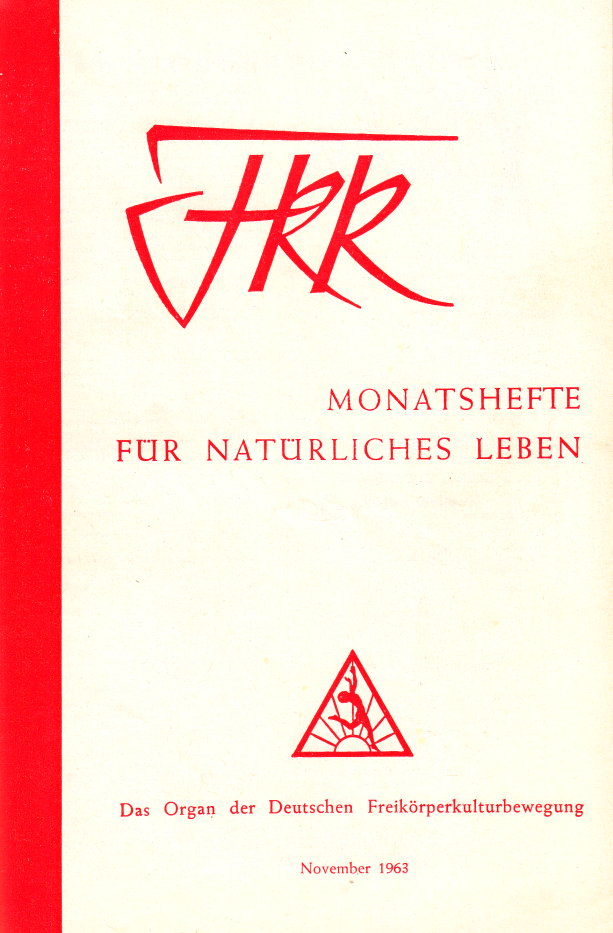 FKK
MONATSHEFTE
FÜR NATÜRLICHES LEBEN
Das Organ der Deutschen Freikörperkulturbewegung
November 1963